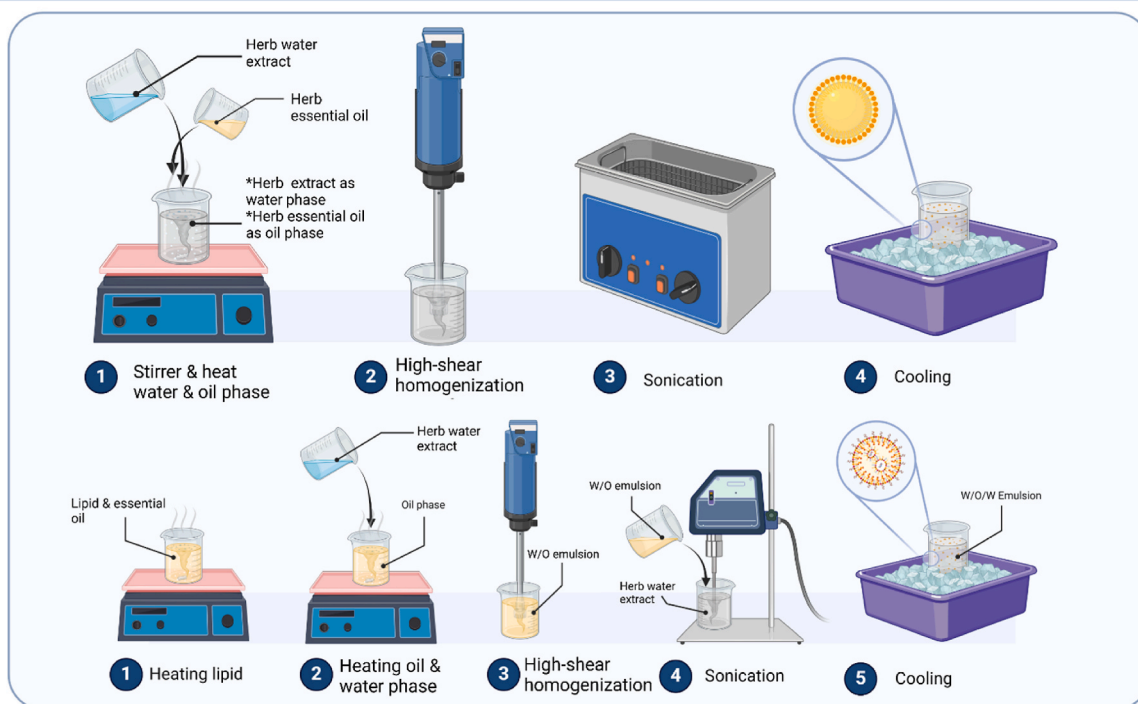 Herb water
extract
Herb
essential oil
*Herb extract as
water phase
*Herb essential oil
as oil phase
1 Stirrer & heat
water & oil phase
2 High-shear
homogenization
3 Sonication
4 Cooling
Lipid & essential
oil
Herb water
extract
Oil phase
W/O emulsion
W/O emulsion
Herb water
extract
W/O/W Emulsion
1 Heating lipid
2 Heating oil &
water phase
3 High-shear
homogenization
4 Sonication
5 Cooling